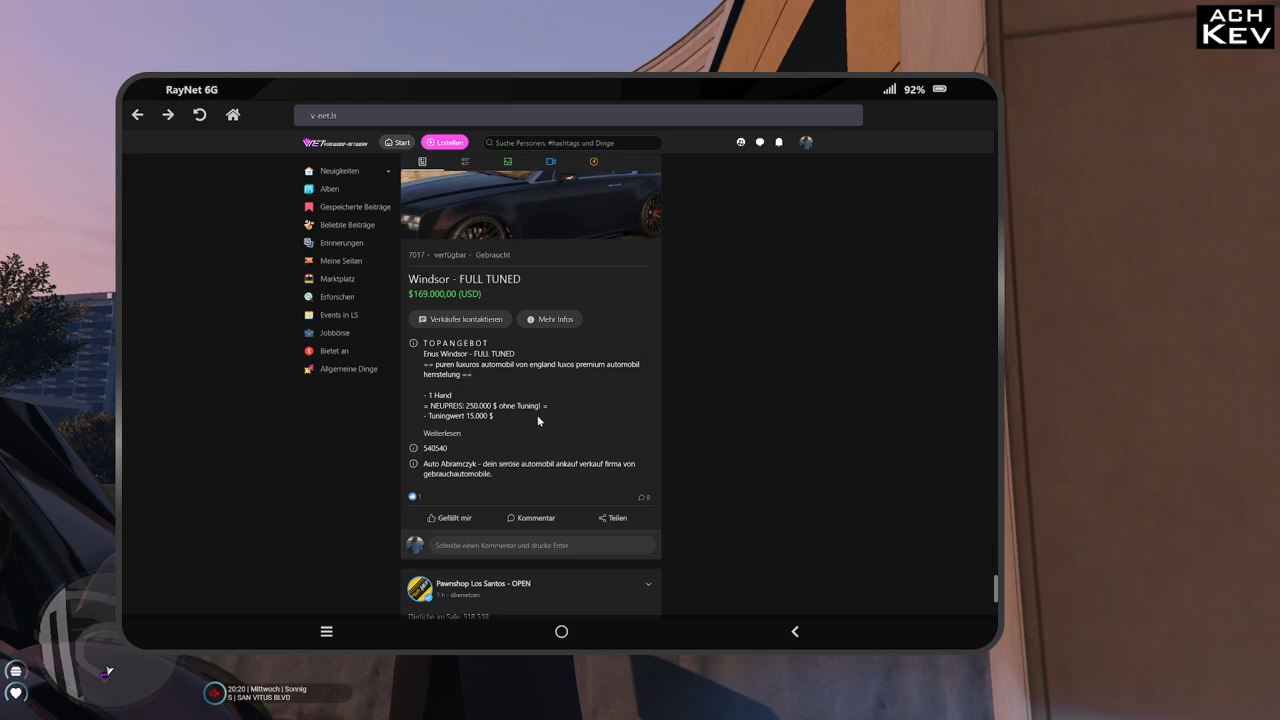 ACH
KEV
RayNet 6G
92%
v-net.ls
Start
Erstellen
Suche Personen, #hashtags und Dinge
Neuigkeiten
Alben
Gespeicherte Beiträge
Beliebte Beiträge
Erinnerungen
Meine Seiten
Marktplatz
Erforschen
Events in LS
Jobbörse
Bietet an
Allgemeine Dinge
7017 · verfügbar · Gebraucht
Windsor - FULL TUNED
$169.000,00 (USD)
Verkäufer kontaktieren
Mehr Infos
T O P A N G E B O T
Enus Windsor - FULL TUNED
== puren luxuros automobil von england luxos premium automobil
herrstelung ==
- 1 Hand
= NEUPREIS: 250.000 $ ohne Tuning! =
- Tuningwert 15.000 $
Weiterlesen
540540
Auto Abramczyk - dein seröse automobil ankauf verkauf firma von
gebrauchautomobile.
1
0
Gefällt mir
Kommentar
Teilen
Schreibe einen Kommentar und drücke Enter
Pawnshop Los Santos - OPEN
1 h - übersetzen
20:20 | Mittwoch | Sonnig
S | SAN VITUS BLVD